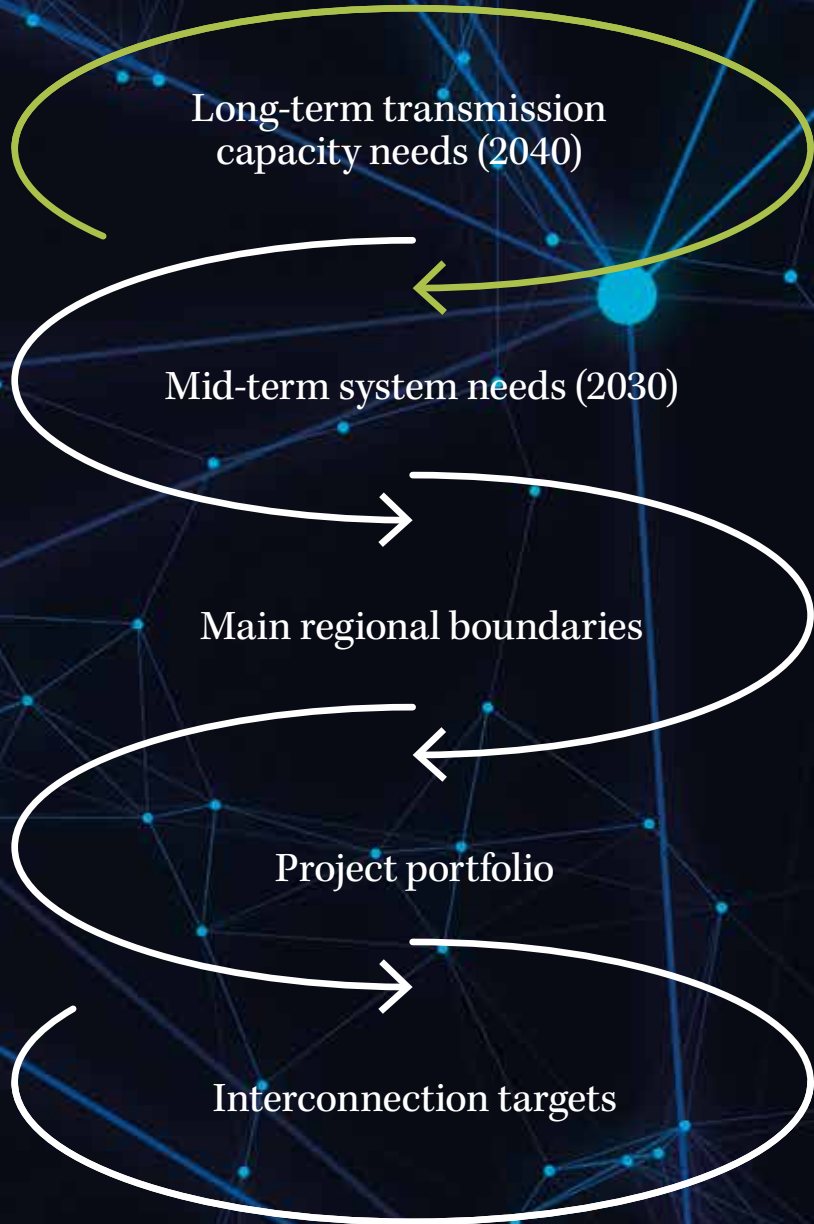 Long-term transmission
capacity needs (2040)
Mid-term system needs (2030)
Main regional boundaries
Project portfolio
Interconnection targets